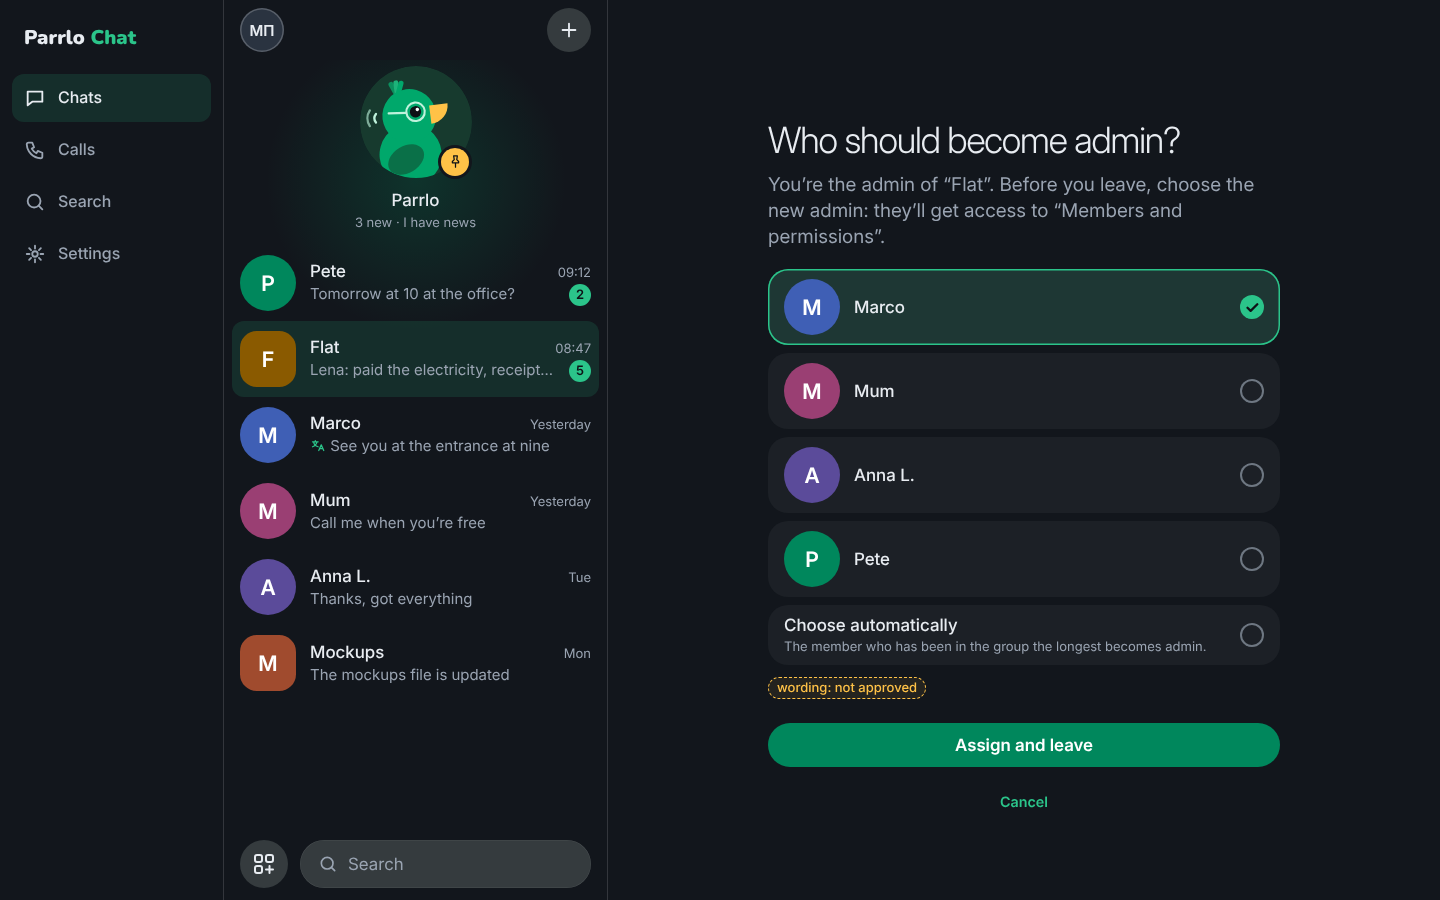 Parrlo Chat
Chats
Calls
Search
Settings
МП
Parrlo
3 new · I have news
P
Pete
09:12
Tomorrow at 10 at the office?
2
F
Flat
08:47
Lena: paid the electricity, receipt...
5
M
Marco
Yesterday
See you at the entrance at nine
M
Mum
Yesterday
Call me when you’re free
A
Anna L.
Tue
Thanks, got everything
M
Mockups
Mon
The mockups file is updated
Search
Who should become admin?
You’re the admin of “Flat”. Before you leave, choose the
new admin: they’ll get access to “Members and
permissions”.
M
Marco
M
Mum
A
Anna L.
P
Pete
Choose automatically
The member who has been in the group the longest becomes admin.
wording: not approved
Assign and leave
Cancel